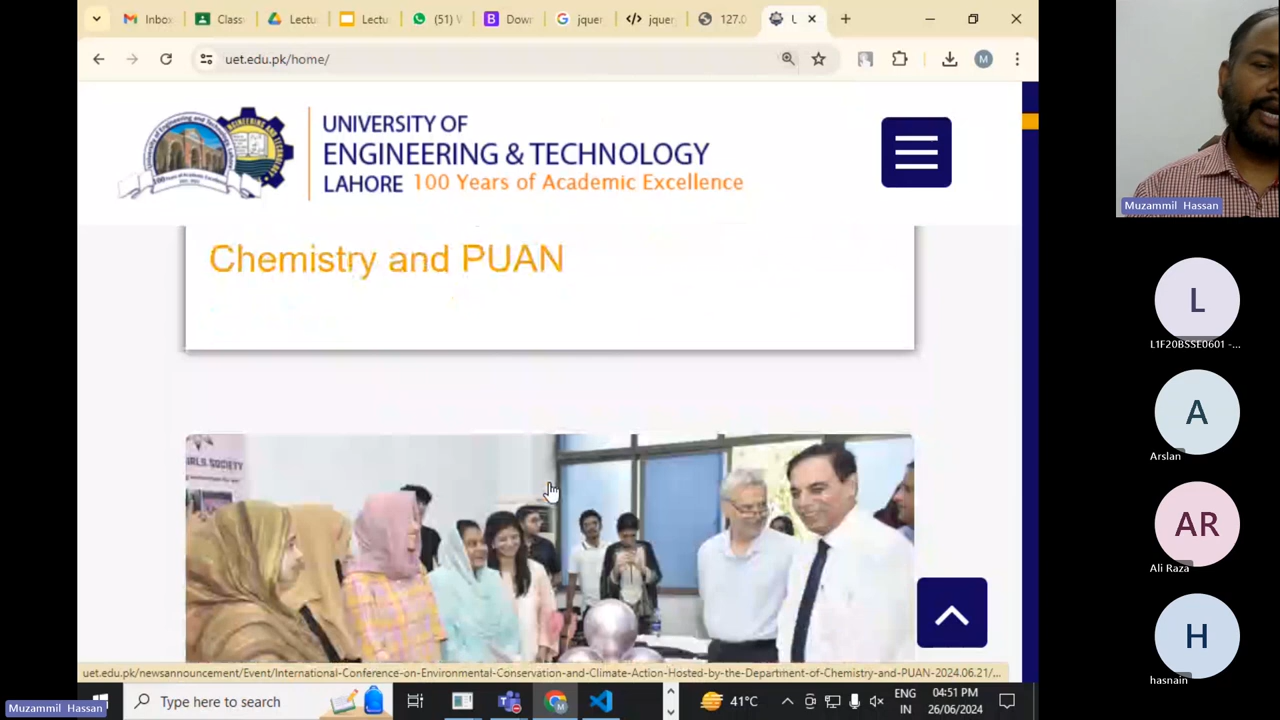 Inbox
Class
Lectu
Lectu
(51)
Down
jquer
jquer
127.0
uet.edu.pk/home/
M
UNIVERSITY OF
ENGINEERING & TECHNOLOGY
LAHORE 100 Years of Academic Excellence
Chemistry and PUAN
GIRLS SOCIETY
uet.edu.pk/newsannouncement/Event/International-Conference-on-Environmental-Conservation-and-Climate-Action-Hosted-by-the-Department-of-Chemistry-and-PUAN-2024.06.21/...
Type here to search
41°C
ENG
IN
04:51 PM
26/06/2024
Muzammil Hassan
Muzammil Hassan
L
L1F20BSSE0601 -...
A
Arslan
AR
Ali Raza
H
hasnain